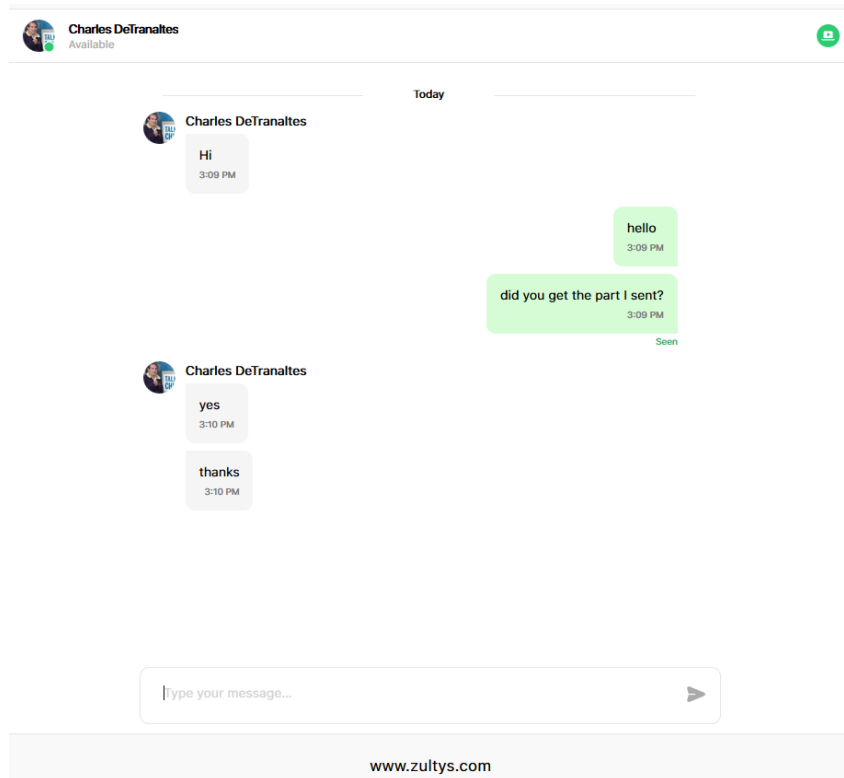 Charles DeTranaltes
Available
Today
Charles DeTranaltes
Hi
3:09 PM
hello
3:09 PM
did you get the part I sent?
3:09 PM
Seen
Charles DeTranaltes
yes
3:10 PM
thanks
3:10 PM
Type your message...
www.zultys.com